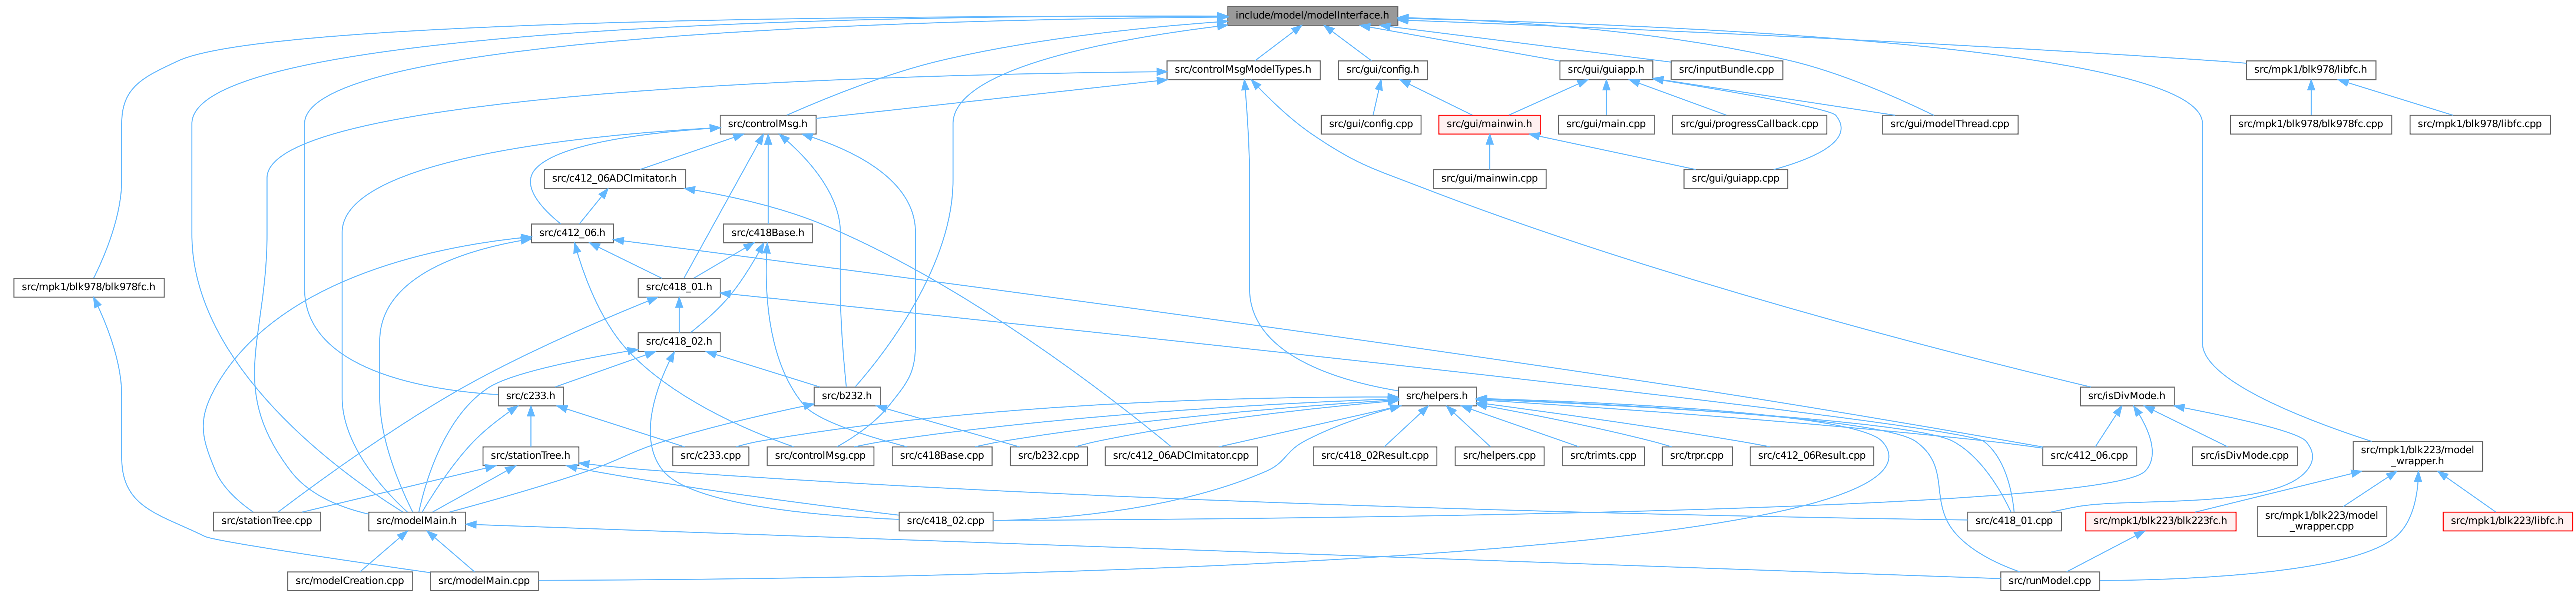 include/model/modelInterface.h
src/controlMsgModelTypes.h
src/gui/config.h
src/gui/guiapp.h
src/inputBundle.cpp
src/mpk1/blk978/libfc.h
src/controlMsg.h
src/gui/config.cpp
src/gui/mainwin.h
src/gui/main.cpp
src/gui/progressCallback.cpp
src/gui/modelThread.cpp
src/mpk1/blk978/blk978fc.cpp
src/mpk1/blk978/libfc.cpp
src/c412_06ADCImitator.h
src/gui/mainwin.cpp
src/gui/guiapp.cpp
src/c412_06.h
src/c418Base.h
src/mpk1/blk978/blk978fc.h
src/c418_01.h
src/c418_02.h
src/c233.h
src/b232.h
src/helpers.h
src/isDivMode.h
src/stationTree.h
src/c233.cpp
src/controlMsg.cpp
src/c418Base.cpp
src/b232.cpp
src/c412_06ADCImitator.cpp
src/c418_02Result.cpp
src/helpers.cpp
src/trimts.cpp
src/trpr.cpp
src/c412_06Result.cpp
src/c412_06.cpp
src/isDivMode.cpp
src/mpk1/blk223/model
_wrapper.h
src/stationTree.cpp
src/modelMain.h
src/c418_02.cpp
src/c418_01.cpp
src/mpk1/blk223/blk223fc.h
src/mpk1/blk223/model
_wrapper.cpp
src/mpk1/blk223/libfc.h
src/modelCreation.cpp
src/modelMain.cpp
src/runModel.cpp